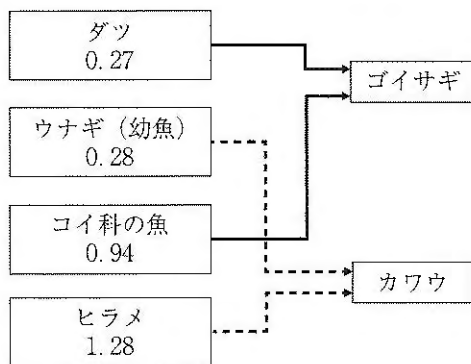 ダツ
0.27
ゴイサギ
ウナギ（幼魚）
0.28
コイ科の魚
0.94
カワウ
ヒラメ
1.28